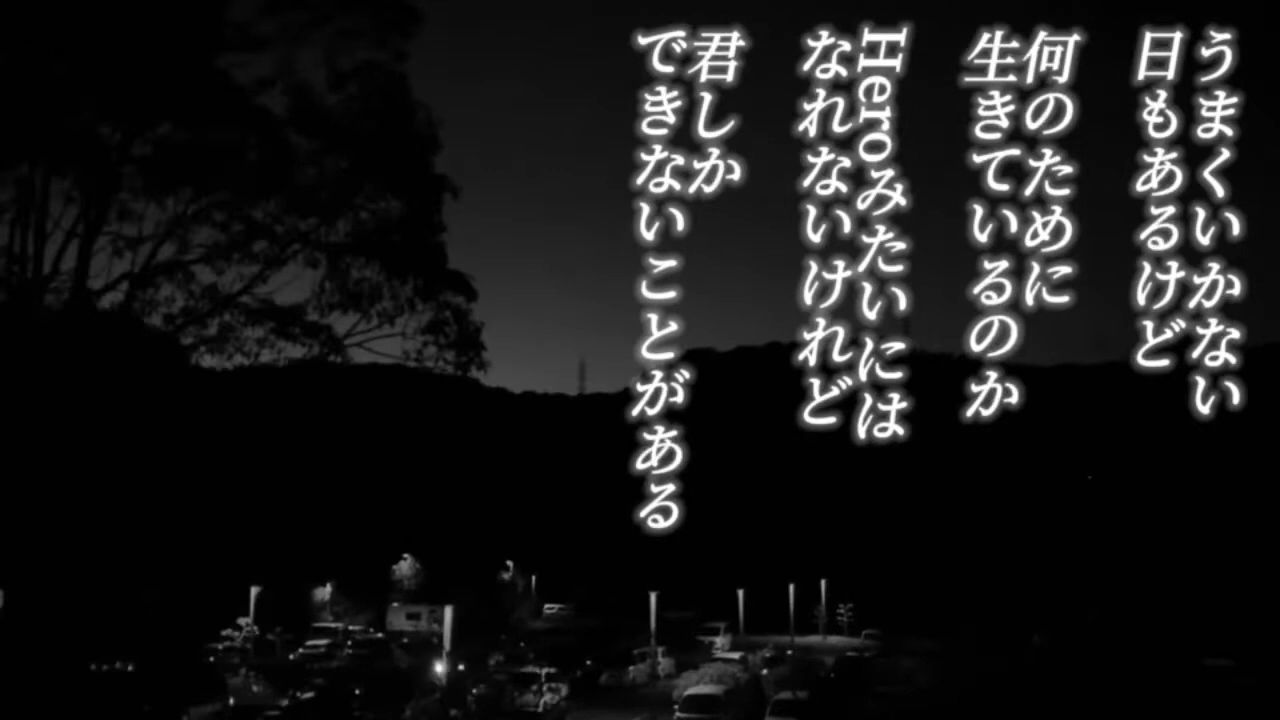 うまくいかない
日もあるけど
何のために
生きているのか
Heroみたいには
なれないけれど
君しか
できないことがある